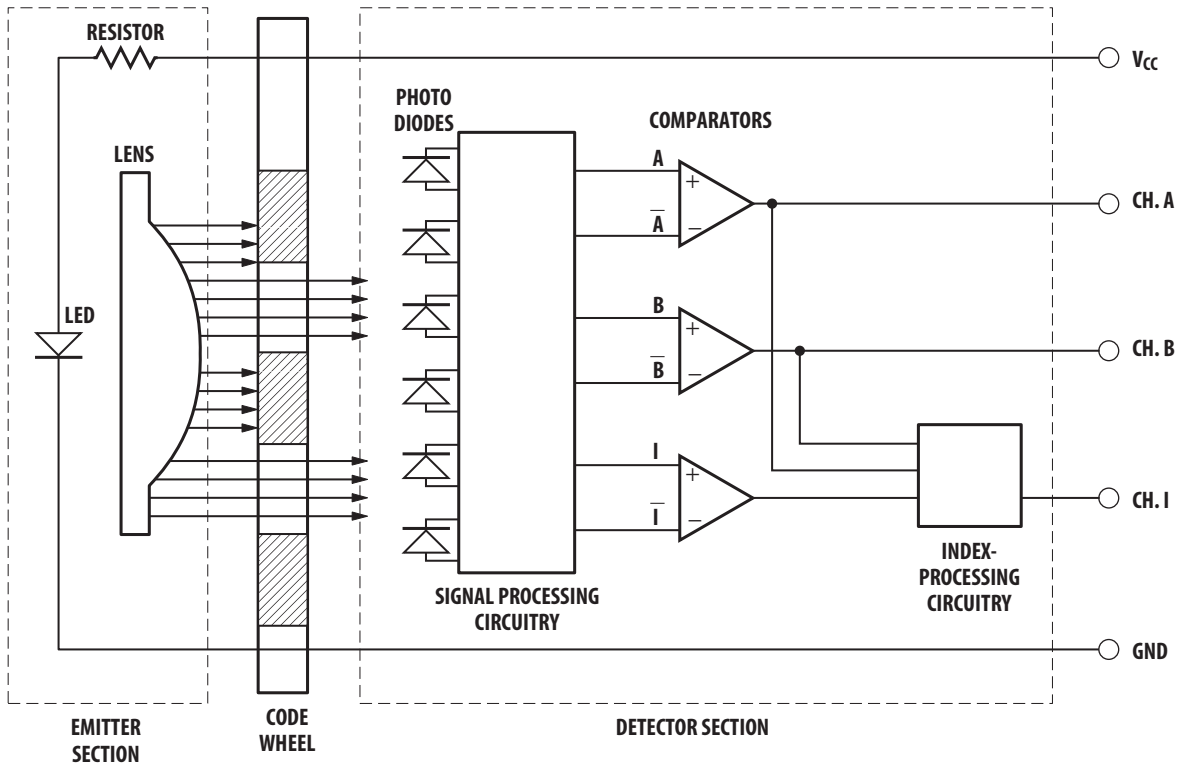 RESISTOR
VCC
PHOTO
DIODES
COMPARATORS
LENS
A
+
CH. A
A̅
−
LED
B
+
CH. B
B̅
−
I
+
CH. I
I̅
−
INDEX-
PROCESSING
CIRCUITRY
SIGNAL PROCESSING
CIRCUITRY
GND
EMITTER
SECTION
CODE
WHEEL
DETECTOR SECTION